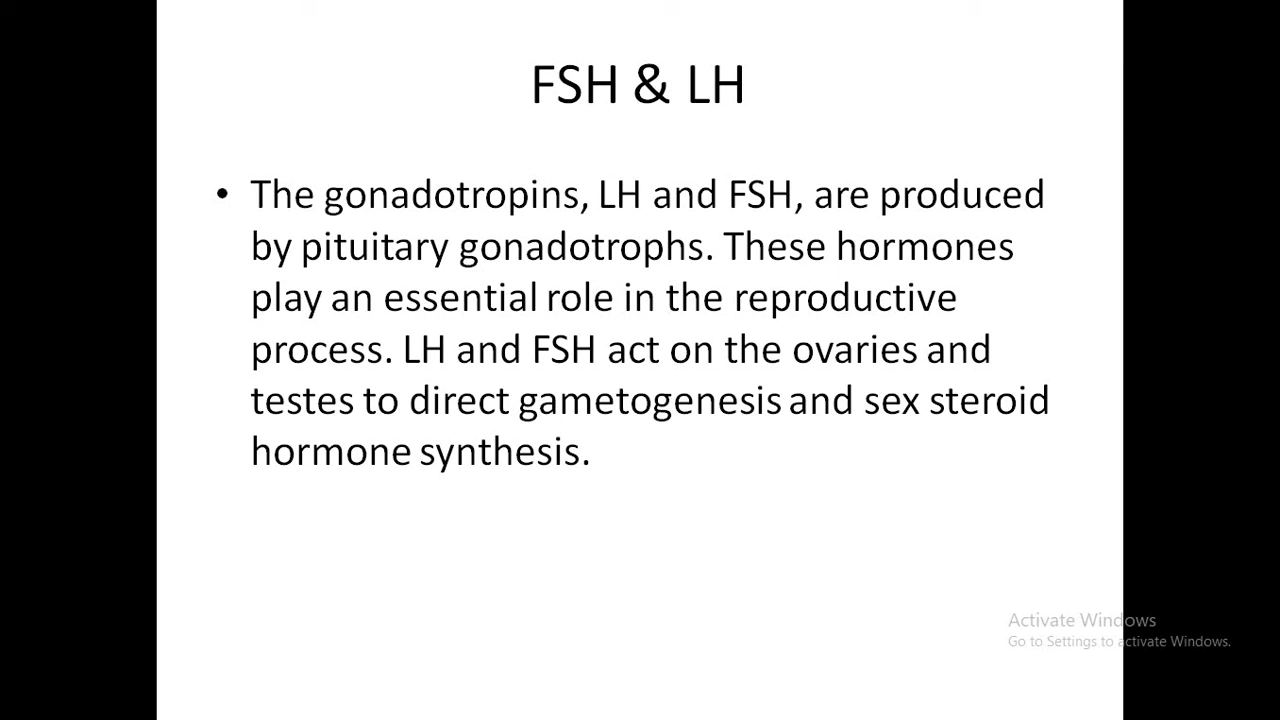 FSH & LH
• The gonadotropins, LH and FSH, are produced
by pituitary gonadotrophs. These hormones
play an essential role in the reproductive
process. LH and FSH act on the ovaries and
testes to direct gametogenesis and sex steroid
hormone synthesis.
Activate Windows
Go to Settings to activate Windows.